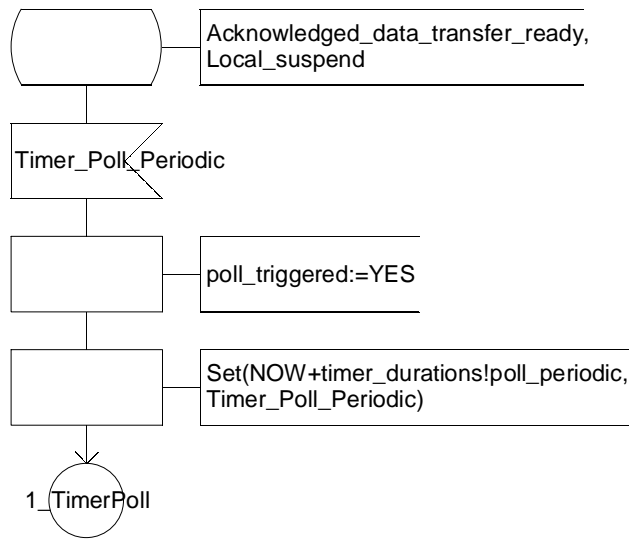 Acknowledged_data_transfer_ready,
Local_suspend
Timer_Poll_Periodic
poll_triggered:=YES
Set(NOW+timer_durations!poll_periodic,
Timer_Poll_Periodic)
1_TimerPoll